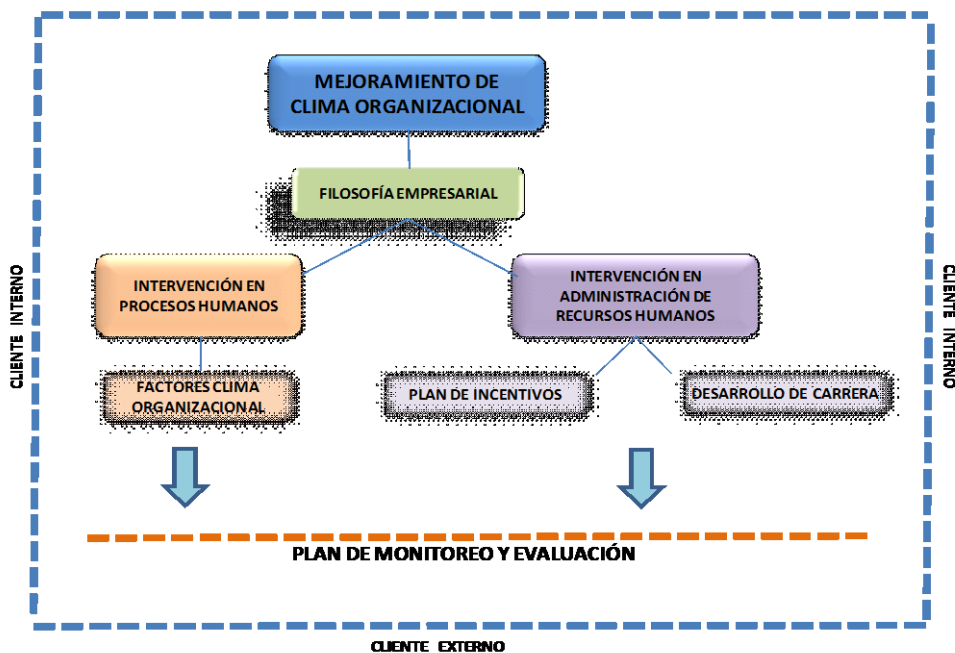 MEJORAMIENTO DE
CLIMA ORGANIZACIONAL
FILOSOFÍA EMPRESARIAL
INTERVENCIÓN EN
PROCESOS HUMANOS
INTERVENCIÓN EN
ADMINISTRACIÓN DE
RECURSOS HUMANOS
FACTORES CLIMA
ORGANIZACIONAL
PLAN DE INCENTIVOS
DESARROLLO DE CARRERA
CLIENTE INTERNO
CLIENTE INTERNO
PLAN DE MONITOREO Y EVALUACIÓN
CLIENTE EXTERNO